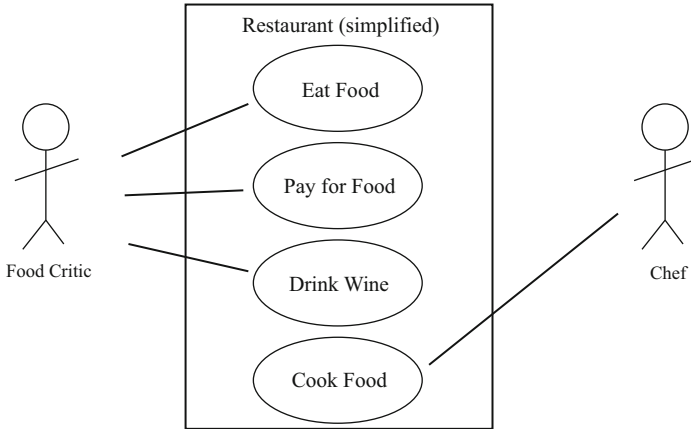 Restaurant (simplified)
Eat Food
Pay for Food
Food Critic
Drink Wine
Chef
Cook Food